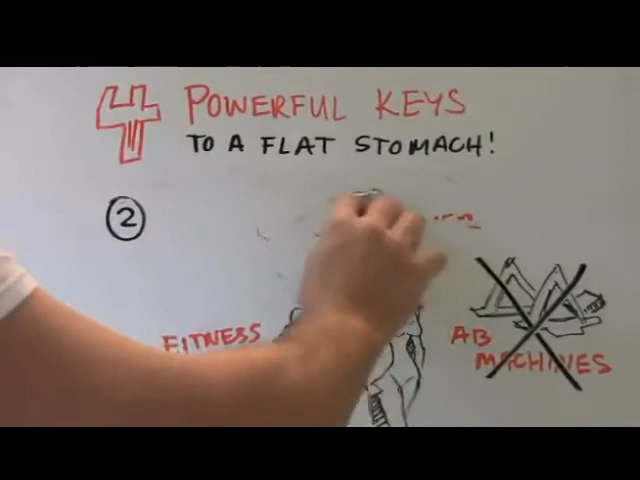 4 POWERFUL KEYS
TO A FLAT STOMACH!
2
FITNESS
AB
MACHINES